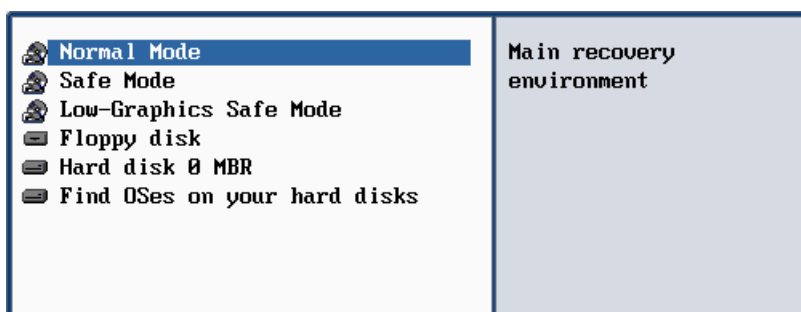 Normal Mode
Safe Mode
Low-Graphics Safe Mode
Floppy disk
Hard disk 0 MBR
Find OSes on your hard disks
Main recovery
environment